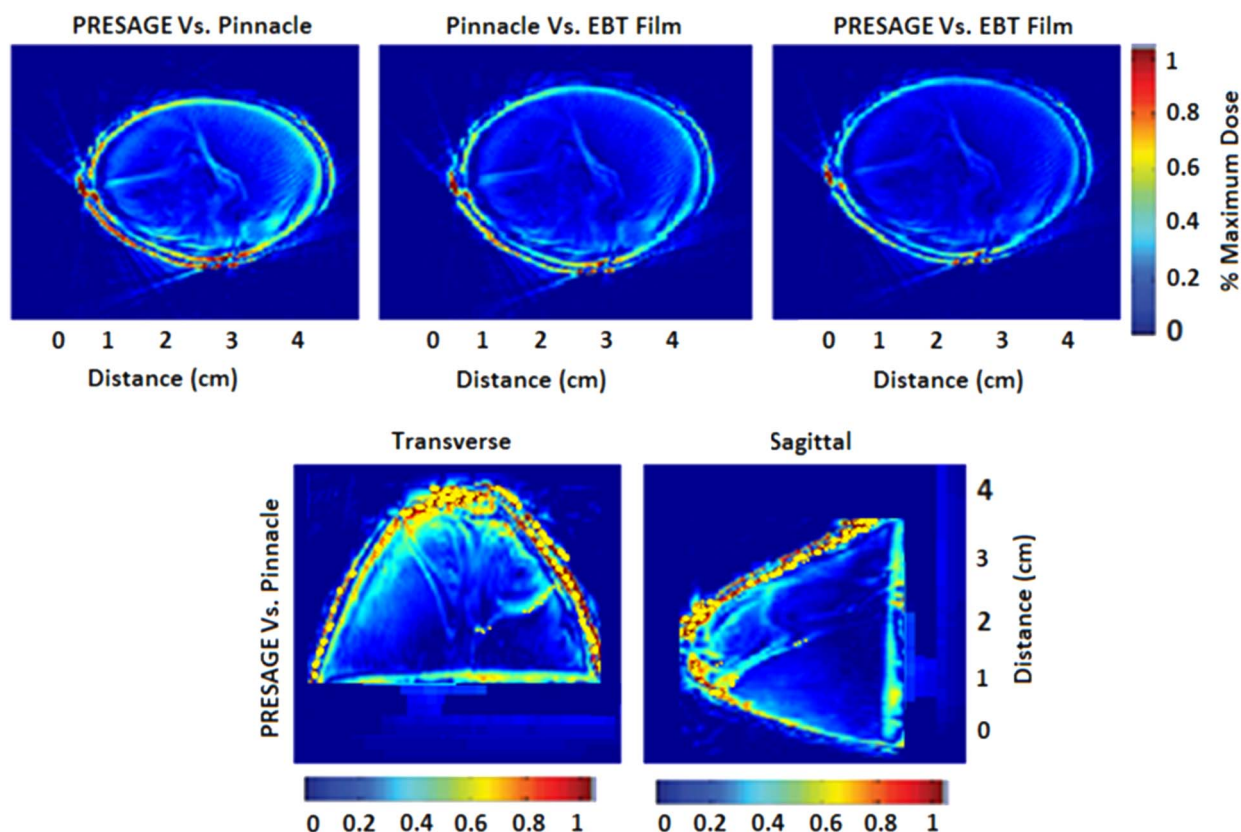 PRESAGE Vs. Pinnacle
Pinnacle Vs. EBT Film
PRESAGE Vs. EBT Film
1
0.8
0.6
0.4
0.2
0
% Maximum Dose
0 1 2 3 4
0 1 2 3 4
0 1 2 3 4
Distance (cm)
Distance (cm)
Distance (cm)
Transverse
Sagittal
PRESAGE Vs. Pinnacle
4
3
2
1
0
Distance (cm)
0 0.2 0.4 0.6 0.8 1
0 0.2 0.4 0.6 0.8 1